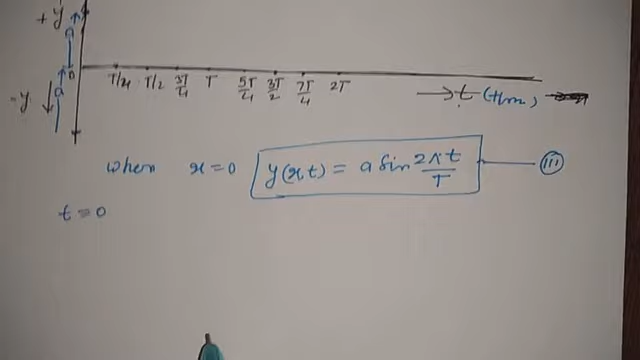 +y
a
0
T/4 T/2 3T/4 T 5T/4 3T/2 7T/4 2T
t (time)
-y
a
when x=0 y(xt) = a sin 2πt/T (III)
t=0